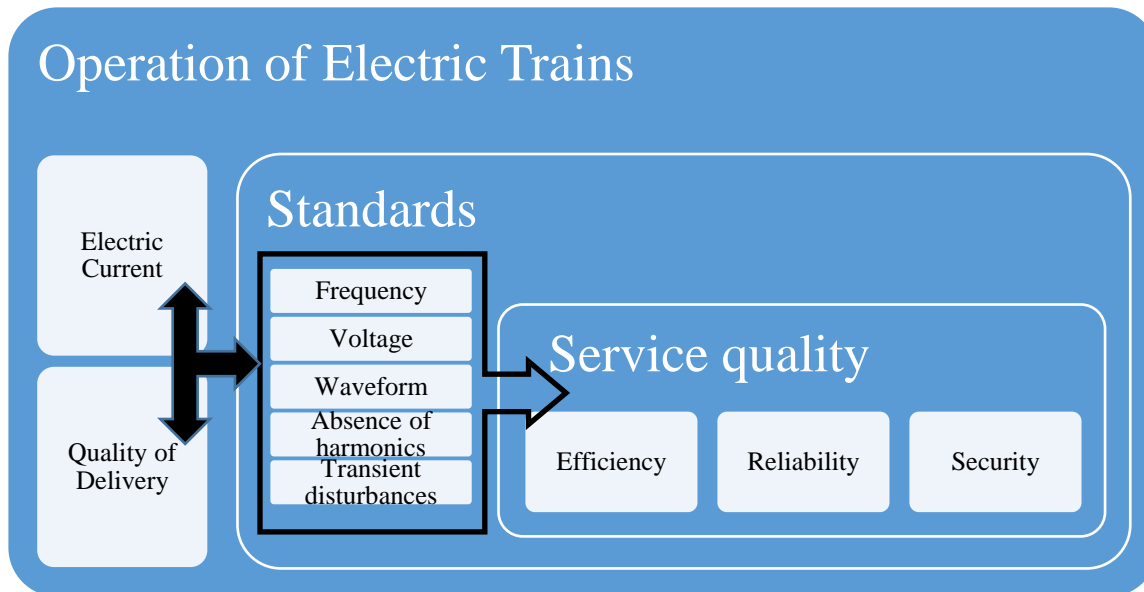 Operation of Electric Trains
Electric
Current
Quality of
Delivery
Standards
Frequency
Voltage
Waveform
Absence of
harmonics
Transient
disturbances
Service quality
Efficiency
Reliability
Security